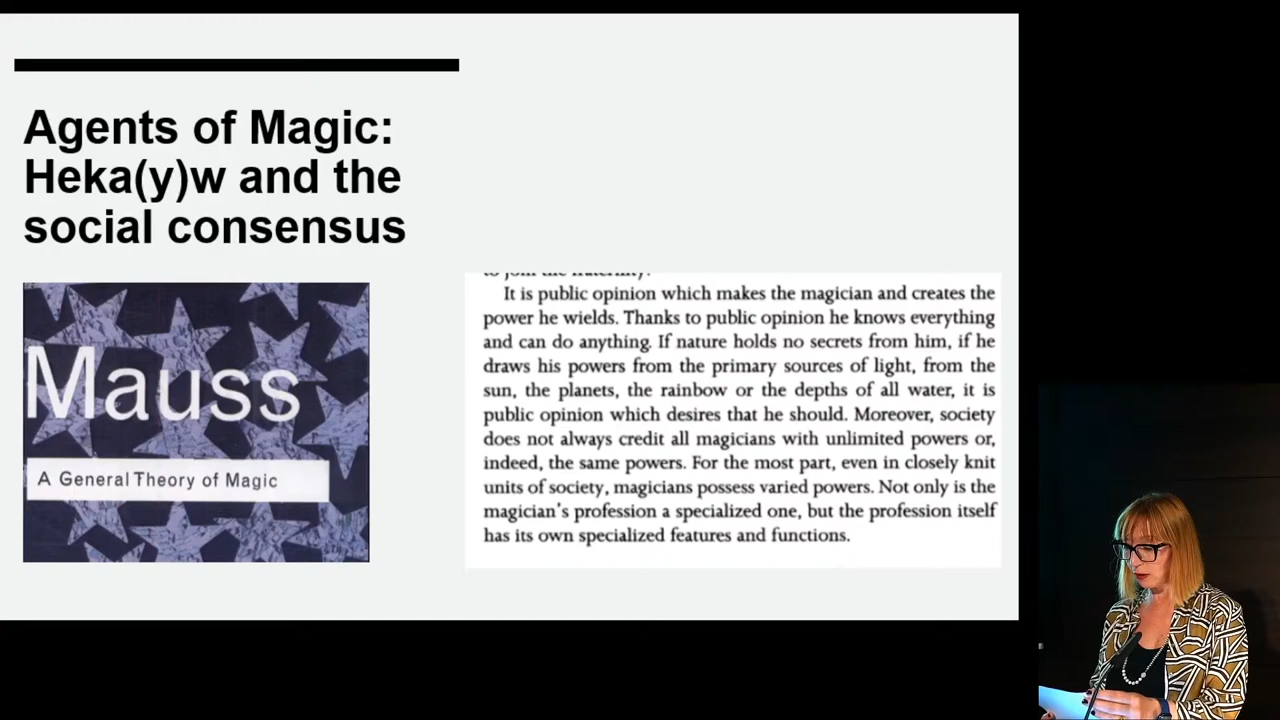 Agents of Magic:
Heka(y)w and the
social consensus
Mauss
A General Theory of Magic
to join the fraternity.
It is public opinion which makes the magician and creates the
power he wields. Thanks to public opinion he knows everything
and can do anything. If nature holds no secrets from him, if he
draws his powers from the primary sources of light, from the
sun, the planets, the rainbow or the depths of all water, it is
public opinion which desires that he should. Moreover, society
does not always credit all magicians with unlimited powers or,
indeed, the same powers. For the most part, even in closely knit
units of society, magicians possess varied powers. Not only is the
magician's profession a specialized one, but the profession itself
has its own specialized features and functions.